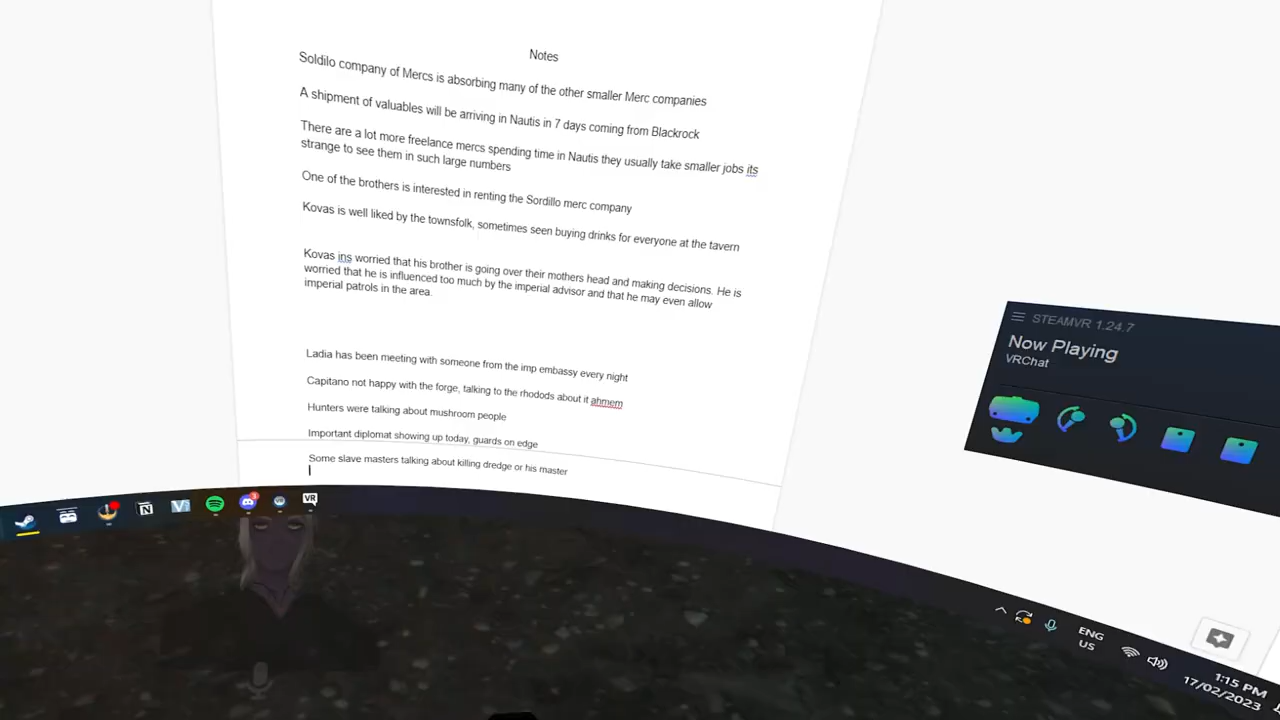 Notes
Soldilo company of Mercs is absorbing many of the other smaller Merc companies
A shipment of valuables will be arriving in Nautis in 7 days coming from Blackrock
There are a lot more freelance mercs spending time in Nautis they usually take smaller jobs its
strange to see them in such large numbers
One of the brothers is interested in renting the Sordillo merc company
Kovas is well liked by the townsfolk, sometimes seen buying drinks for everyone at the tavern
Kovas ins worried that his brother is going over their mothers head and making decisions. He is
worried that he is influenced too much by the imperial advisor and that he may even allow
imperial patrols in the area.
Ladia has been meeting with someone from the imp embassy every night
Capitano not happy with the forge, talking to the rhodods about it ahmem
Hunters were talking about mushroom people
Important diplomat showing up today, guards on edge
Some slave masters talking about killing dredge or his master
STEAMVR 1.24.7
Now Playing
VRChat
3
VR
ENG
US
1:15 PM
17/02/2023